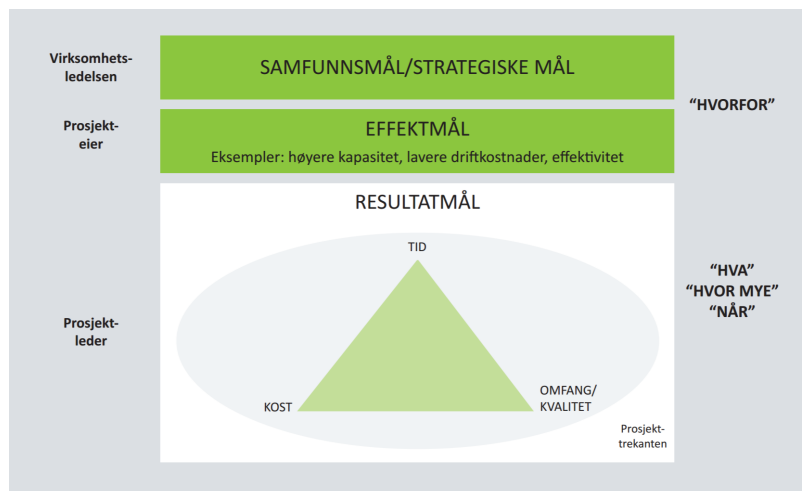 Virksomhets-
ledelsen
SAMFUNNSMÅL/STRATEGISKE MÅL
“HVORFOR”
Prosjekt-
eier
EFFEKTMÅL
Eksempler: høyere kapasitet, lavere driftkostnader, effektivitet
RESULTATMÅL
TID
“HVA”
“HVOR MYE”
“NÅR”
Prosjekt-
leder
KOST
OMFANG/
KVALITET
Prosjekt-
trekanten